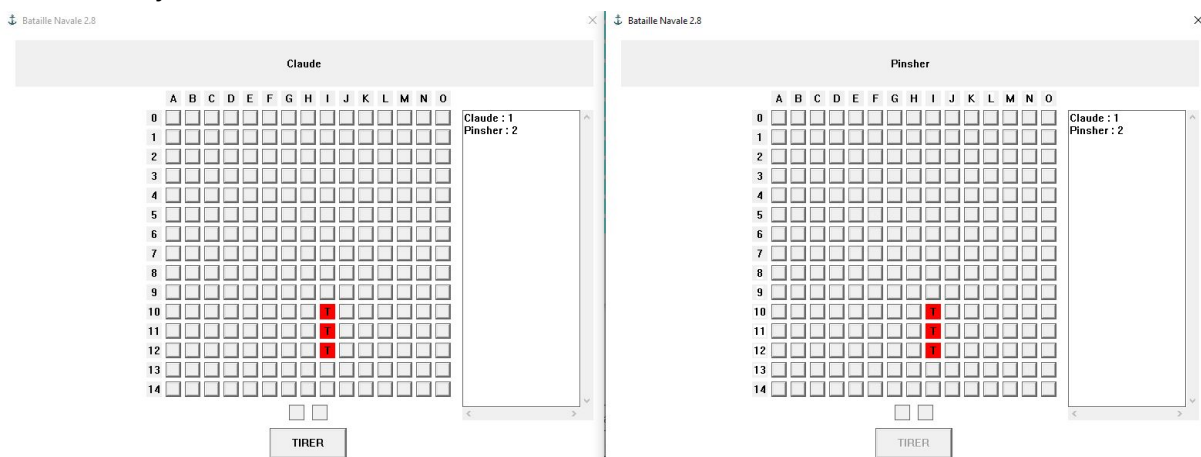 Bataille Navale 2.8
Claude
A B C D E F G H I J K L M N O
0
1
2
3
4
5
6
7
8
9
10 T
11 T
12 T
13
14
Claude : 1
Pinsher : 2
TIRER
Bataille Navale 2.8
Pinsher
A B C D E F G H I J K L M N O
0
1
2
3
4
5
6
7
8
9
10 T
11 T
12 T
13
14
Claude : 1
Pinsher : 2
TIRER